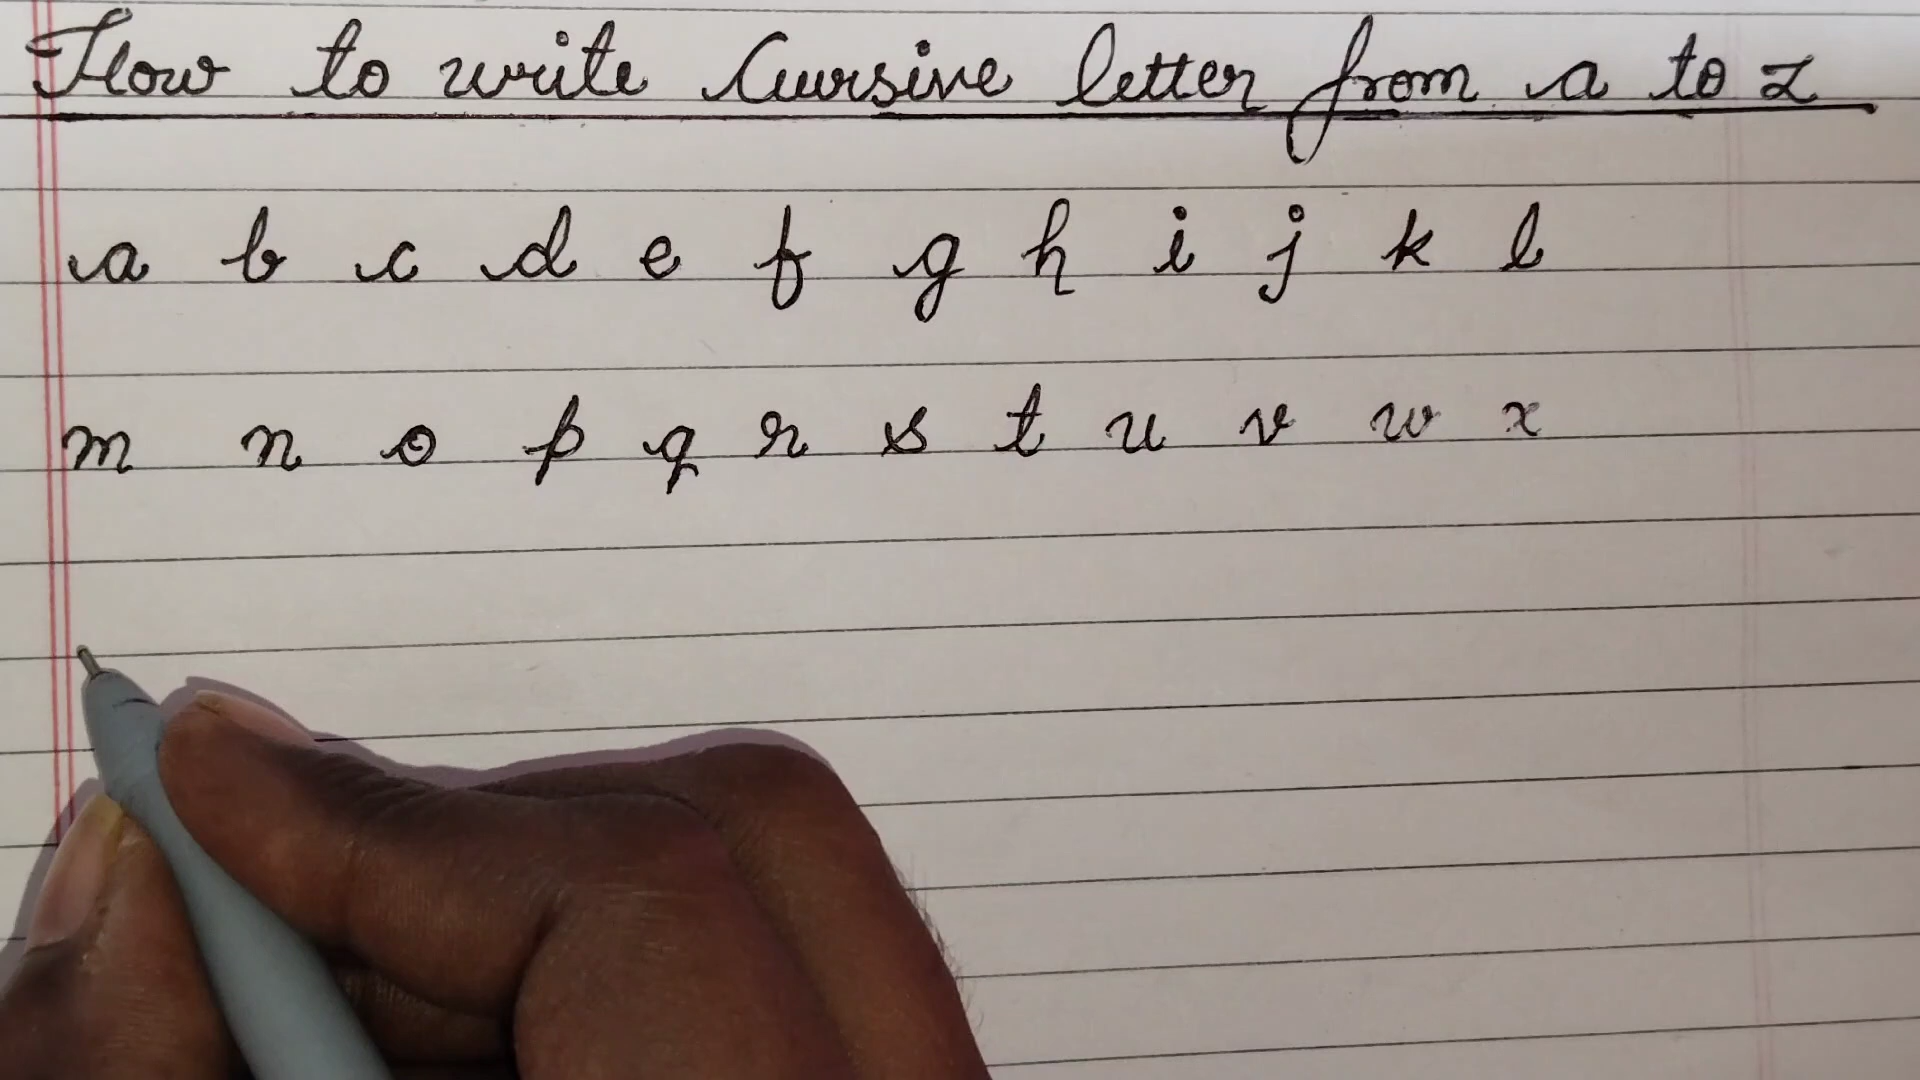 How to write Cursive letter from a to z
a b c d e f g h i j k l
m n o p q r s t u v w x